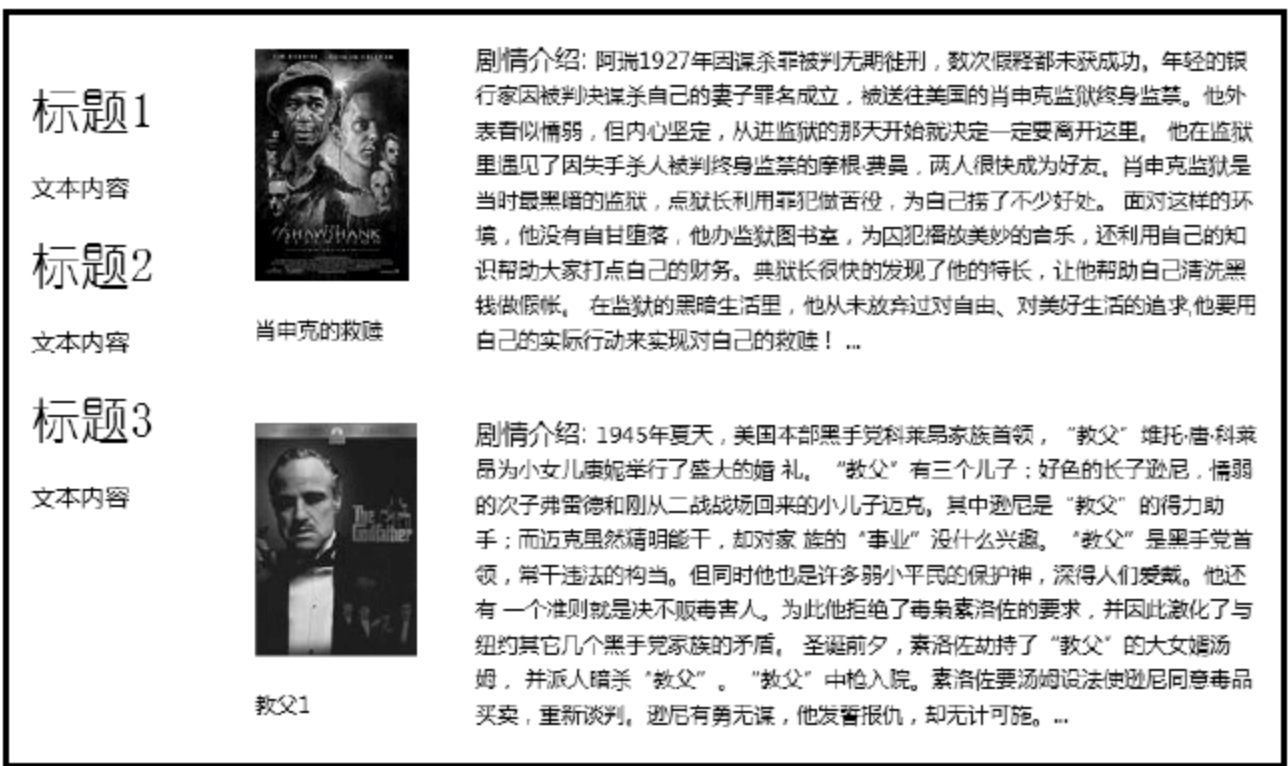 标题1
文本内容
标题2
文本内容
标题3
文本内容
SHAWSHANK
肖申克的救赎
剧情介绍: 阿瑞1927年因谋杀罪被判无期徒刑，数次假释都未获成功。年轻的银
行家因被判决谋杀自己的妻子罪名成立，被送往美国的肖申克监狱终身监禁。他外
表看似懦弱，但内心坚定，从进监狱的那天开始就决定一定要离开这里。 他在监狱
里遇见了因失手杀人被判终身监禁的摩根·费曼，两人很快成为好友。肖申克监狱是
当时最黑暗的监狱，点狱长利用罪犯做苦役，为自己捞了不少好处。 面对这样的环
境，他没有自甘堕落，他办监狱图书室，为囚犯播放美妙的音乐，还利用自己的知
识帮助大家打点自己的财务。典狱长很快的发现了他的特长，让他帮助自己清洗黑
钱做假帐。 在监狱的黑暗生活里，他从未放弃过对自由、对美好生活的追求,他要用
自己的实际行动来实现对自己的救赎！ ...
The
Godfather
教父1
剧情介绍: 1945年夏天，美国本部黑手党科莱昂家族首领，“教父”维托·唐·科莱
昂为小女儿康妮举行了盛大的婚 礼。“教父”有三个儿子；好色的长子逊尼，懦弱
的次子弗雷德和刚从二战战场回来的小儿子迈克。其中逊尼是“教父”的得力助
手；而迈克虽然精明能干，却对家 族的“事业”没什么兴趣。“教父”是黑手党首
领，常干违法的构当。但同时他也是许多弱小平民的保护神，深得人们爱戴。他还
有 一个准则就是决不贩毒害人。为此他拒绝了毒枭素洛佐的要求，并因此激化了与
纽约其它几个黑手党家族的矛盾。 圣诞前夕，素洛佐劫持了“教父”的大女婿汤
姆， 并派人暗杀“教父”。“教父”中枪入院。素洛佐要汤姆设法使逊尼同意毒品
买卖，重新谈判。逊尼有勇无谋，他发誓报仇，却无计可施。...